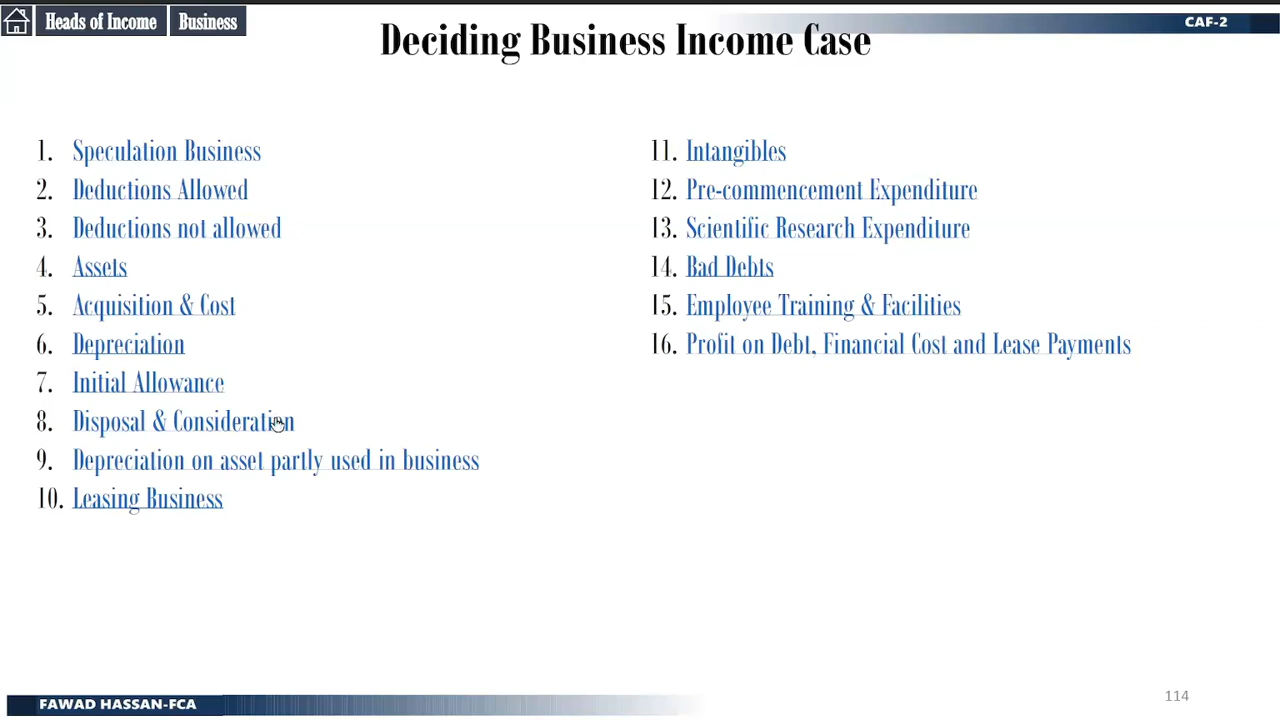 Heads of Income
Business
CAF-2
Deciding Business Income Case
1. Speculation Business
2. Deductions Allowed
3. Deductions not allowed
4. Assets
5. Acquisition & Cost
6. Depreciation
7. Initial Allowance
8. Disposal & Consideration
9. Depreciation on asset partly used in business
10. Leasing Business
11. Intangibles
12. Pre-commencement Expenditure
13. Scientific Research Expenditure
14. Bad Debts
15. Employee Training & Facilities
16. Profit on Debt, Financial Cost and Lease Payments
FAWAD HASSAN-FCA
114